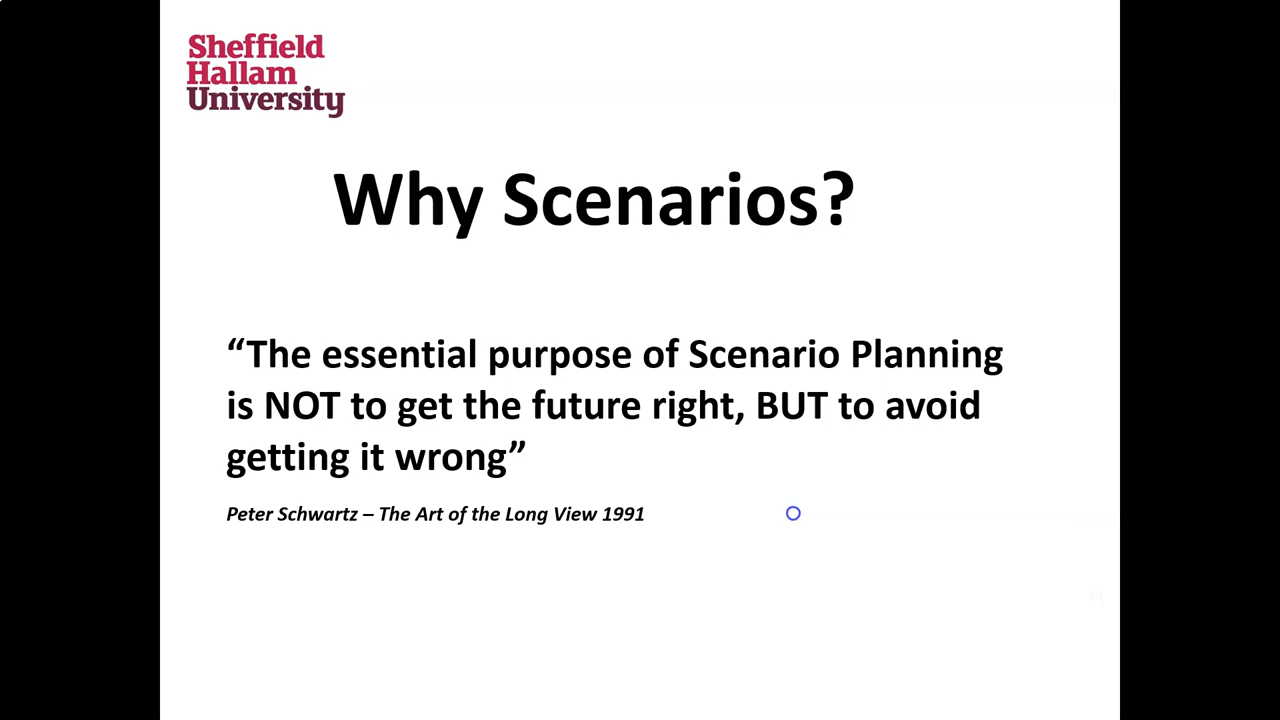 Sheffield
Hallam
University
Why Scenarios?
“The essential purpose of Scenario Planning
is NOT to get the future right, BUT to avoid
getting it wrong”
Peter Schwartz – The Art of the Long View 1991